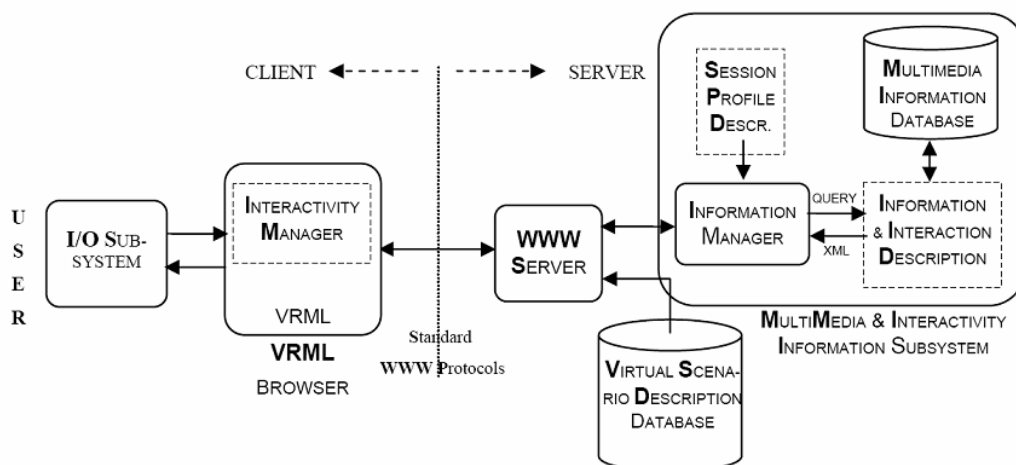 CLIENT
SERVER
U
S
E
R
I/O SUB-
SYSTEM
INTERACTIVITY
MANAGER
VRML
VRML
BROWSER
Standard
WWW Protocols
WWW
SERVER
VIRTUAL SCENA-
RIO DESCRIPTION
DATABASE
SESSION
PROFILE
DESCR.
MULTIMEDIA
INFORMATION
DATABASE
INFORMATION
MANAGER
QUERY
XML
INFORMATION
& INTERACTION
DESCRIPTION
MULTIMEDIA & INTERACTIVITY
INFORMATION SUBSYSTEM